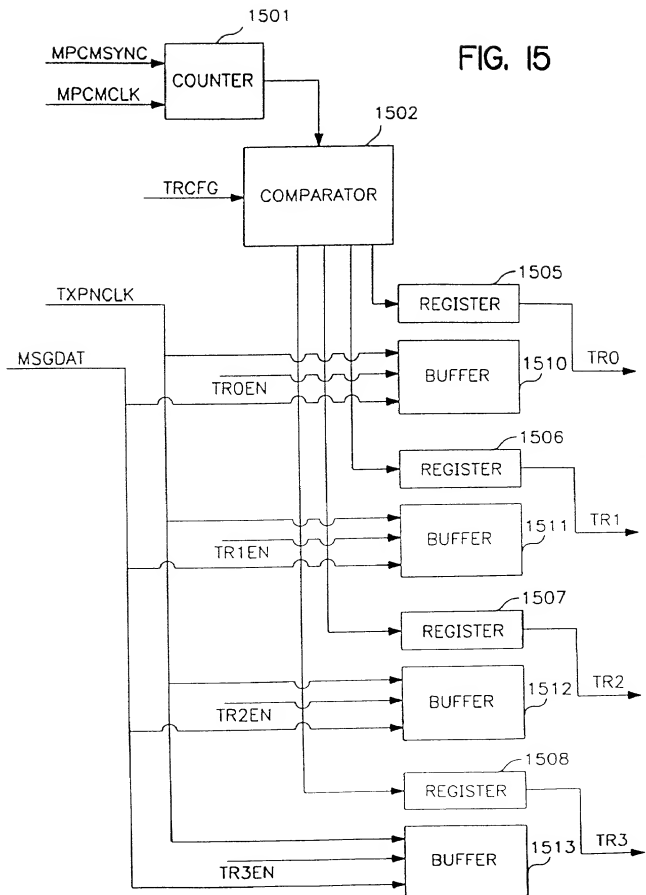 1501
FIG. 15
MPCMSYNC
COUNTER
MPCMCLK
1502
COMPARATOR
TRCFG
1505
TXPNCLK
REGISTER
MSGDAT
TR0
BUFFER
1510
TR0EN
1506
REGISTER
TR1
BUFFER
1511
TR1EN
1507
REGISTER
TR2
BUFFER
1512
TR2EN
1508
REGISTER
TR3
BUFFER
1513
TR3EN